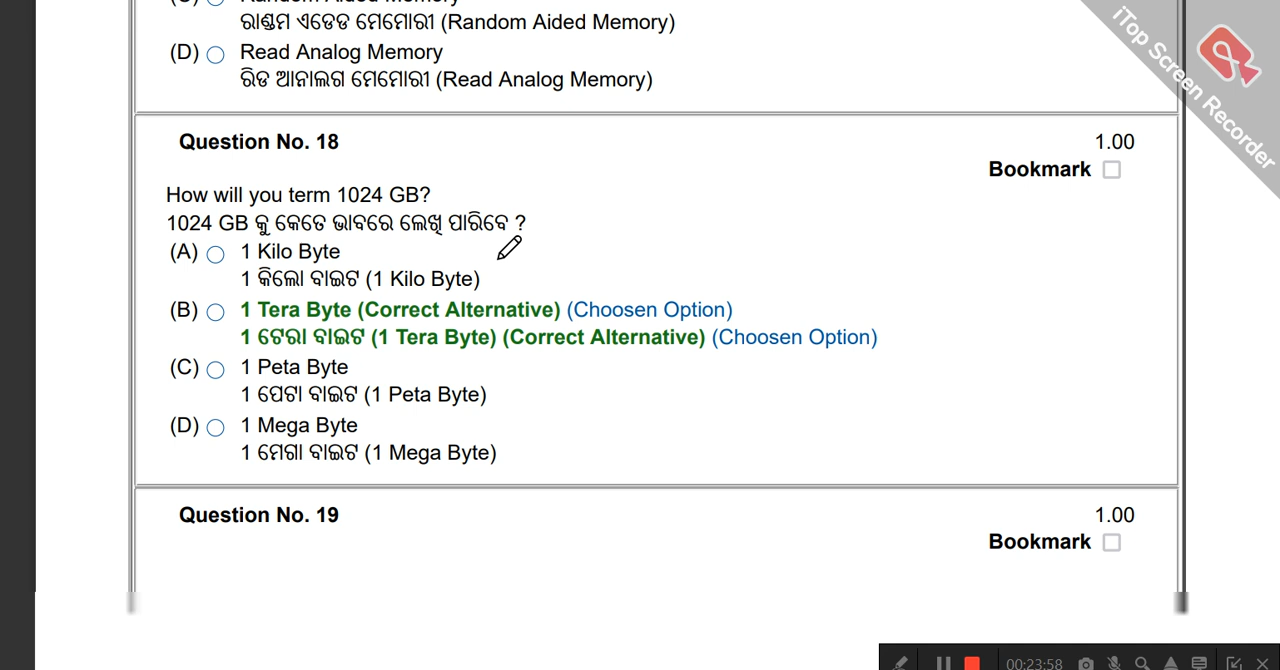 ରାଣ୍ଡମ ଏଡେଡ ମେମୋରୀ (Random Aided Memory)
(D) Read Analog Memory
ରିଡ ଆନାଲଗ ମେମୋରୀ (Read Analog Memory)
Question No. 18 1.00
Bookmark
How will you term 1024 GB?
1024 GB କୁ କେତେ ଭାବରେ ଲେଖି ପାରିବେ ?
(A) 1 Kilo Byte
1 କିଲୋ ବାଇଟ (1 Kilo Byte)
(B) 1 Tera Byte (Correct Alternative) (Choosen Option)
1 ଟେରା ବାଇଟ (1 Tera Byte) (Correct Alternative) (Choosen Option)
(C) 1 Peta Byte
1 ପେଟା ବାଇଟ (1 Peta Byte)
(D) 1 Mega Byte
1 ମେଗା ବାଇଟ (1 Mega Byte)
Question No. 19 1.00
Bookmark
iTop Screen Recorder
00:23:58